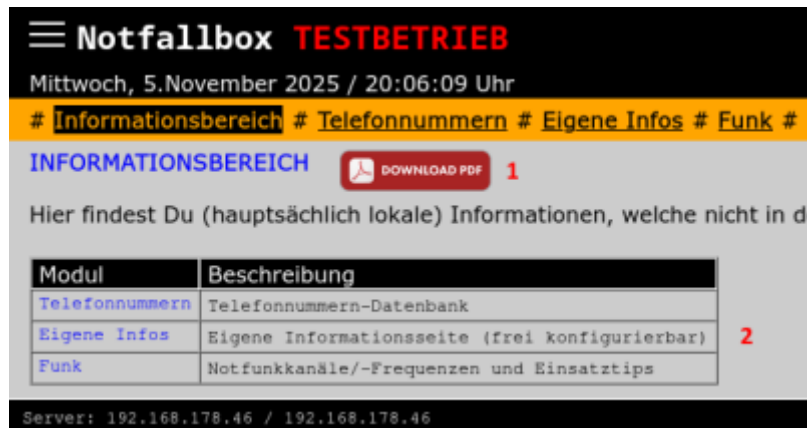 Notfallbox TESTBETRIEB
Mittwoch, 5.November 2025 / 20:06:09 Uhr
# Informationsbereich # Telefonnummern # Eigene Infos # Funk #
INFORMATIONSBEREICH DOWNLOAD PDF 1
Hier findest Du (hauptsächlich lokale) Informationen, welche nicht in d
Modul Beschreibung
Telefonnummern Telefonnummern-Datenbank
Eigene Infos Eigene Informationsseite (frei konfigurierbar) 2
Funk Notfunkkanäle/-Frequenzen und Einsatztips
Server: 192.168.178.46 / 192.168.178.46